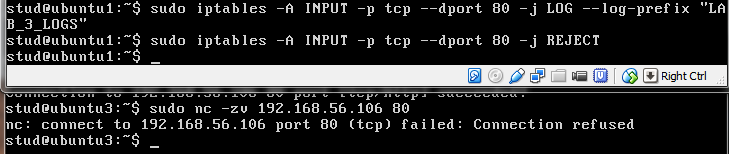 stud@ubuntu1:~$ sudo iptables -A INPUT -p tcp --dport 80 -j LOG --log-prefix "LA
B_3_LOGS"
stud@ubuntu1:~$ sudo iptables -A INPUT -p tcp --dport 80 -j REJECT
stud@ubuntu1:~$ _
Right Ctrl
Connection to 192.168.56.106 80 port [tcp/http] succeeded!
stud@ubuntu3:~$ sudo nc -zv 192.168.56.106 80
nc: connect to 192.168.56.106 port 80 (tcp) failed: Connection refused
stud@ubuntu3:~$ _